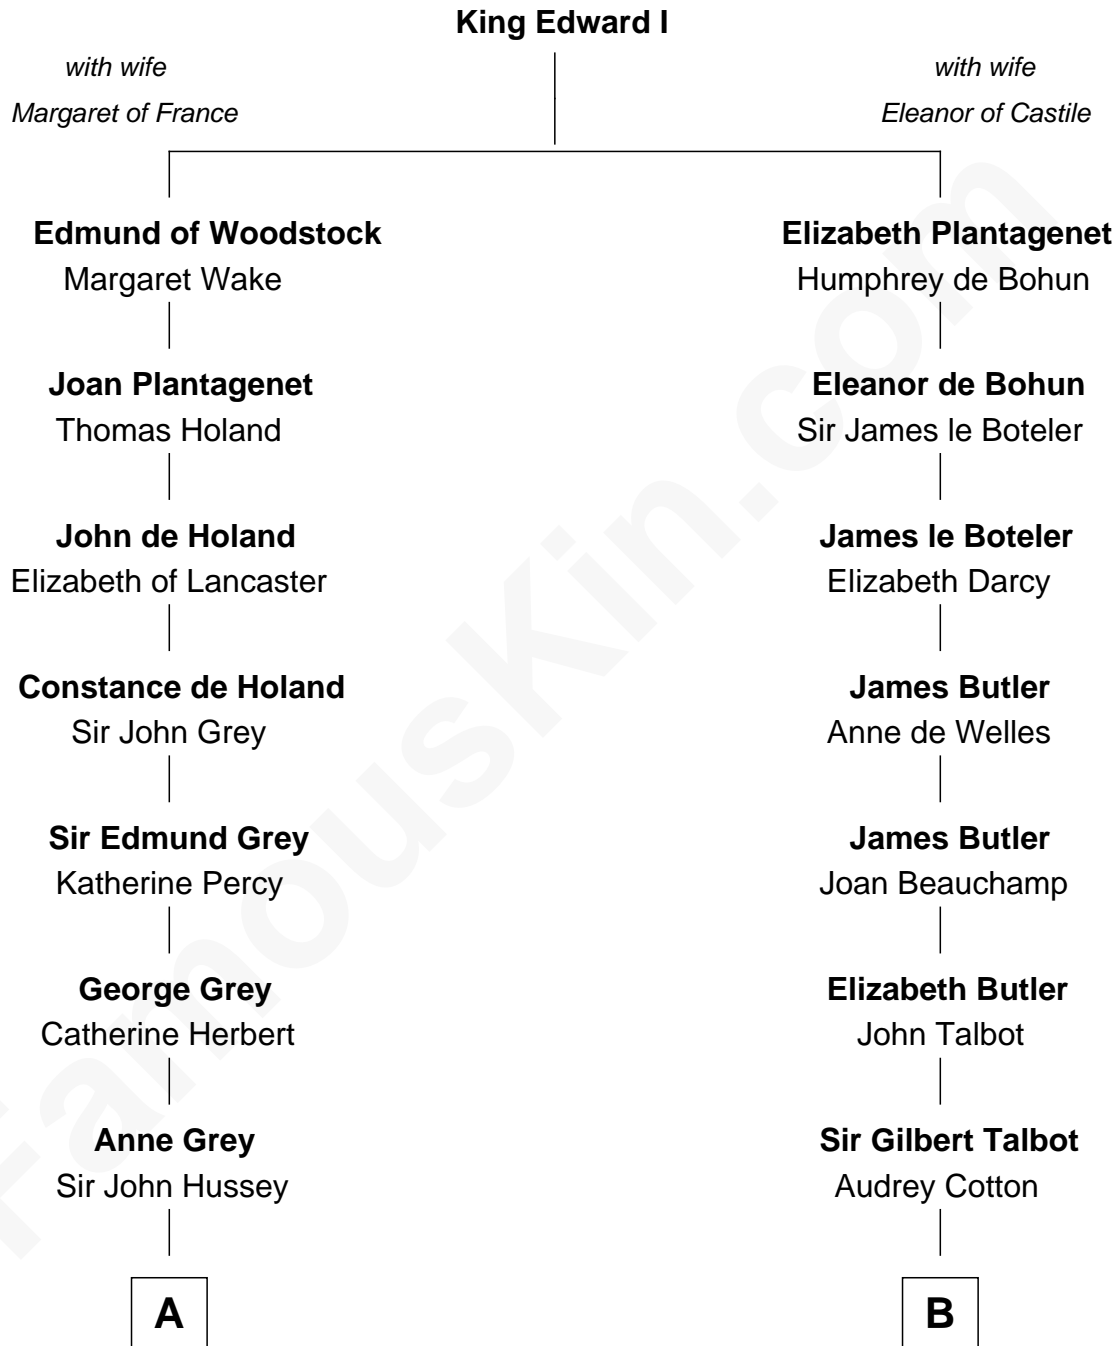 King Edward I
with wife
Margaret of France
with wife
Eleanor of Castile
Edmund of Woodstock
Margaret Wake
Elizabeth Plantagenet
Humphrey de Bohun
Joan Plantagenet
Thomas Holand
Eleanor de Bohun
Sir James le Boteler
John de Holand
Elizabeth of Lancaster
James le Boteler
Elizabeth Darcy
Constance de Holand
Sir John Grey
James Butler
Anne de Welles
Sir Edmund Grey
Katherine Percy
James Butler
Joan Beauchamp
George Grey
Catherine Herbert
Elizabeth Butler
John Talbot
Anne Grey
Sir John Hussey
Sir Gilbert Talbot
Audrey Cotton
A
B
FamousKin.com